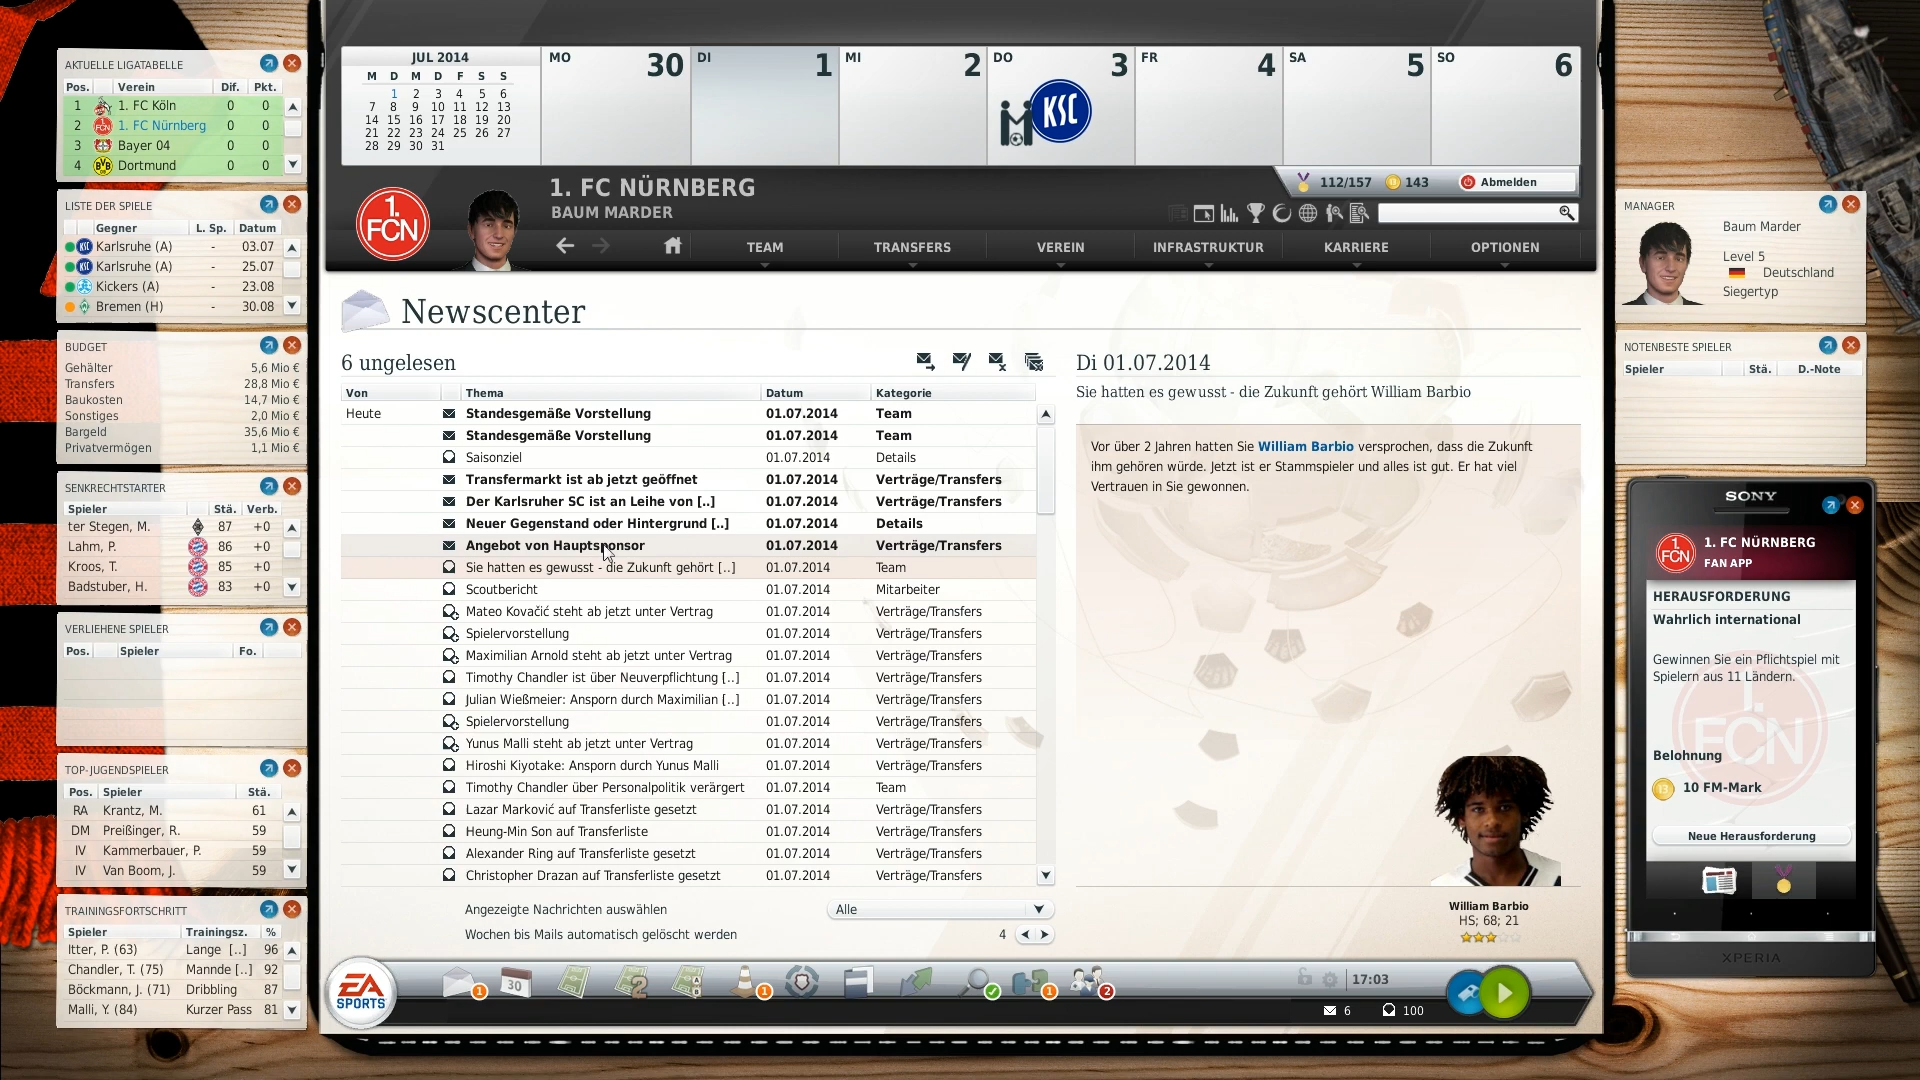 AKTUELLE LIGATABELLE
Pos. Verein Dif. Pkt.
1 1. FC Köln 0 0
2 1. FC Nürnberg 0 0
3 Bayer 04 0 0
4 Dortmund 0 0
LISTE DER SPIELE
Gegner L. Sp. Datum
Karlsruhe (A) - 03.07
Karlsruhe (A) - 25.07
Kickers (A) - 23.08
Bremen (H) - 30.08
BUDGET
Gehälter 5,6 Mio €
Transfers 28,8 Mio €
Baukosten 14,7 Mio €
Sonstiges 2,0 Mio €
Bargeld 35,6 Mio €
Privatvermögen 1,1 Mio €
SENKRECHTSTARTER
Spieler Stä. Verb.
ter Stegen, M. 87 +0
Lahm, P. 86 +0
Kroos, T. 85 +0
Badstuber, H. 83 +0
VERLIEHENE SPIELER
Pos. Spieler Fo.
TOP-JUGENDSPIELER
Pos. Spieler Stä.
RA Krantz, M. 61
DM Preißinger, R. 59
IV Kammerbauer, P. 59
IV Van Boom, J. 59
TRAININGSFORTSCHRITT
Spieler Trainingsz. %
Itter, P. (63) Lange [..] 96
Chandler, T. (75) Mannde [..] 92
Böckmann, J. (71) Dribbling 87
Malli, Y. (84) Kurzer Pass 81
JUL 2014
M D M D F S S
1 2 3 4 5 6
7 8 9 10 11 12 13
14 15 16 17 18 19 20
21 22 23 24 25 26 27
28 29 30 31
MO 30
DI 1
MI 2
DO 3
KSC
FR 4
SA 5
SO 6
1. FCN
1. FC NÜRNBERG
BAUM MARDER
112/157 143 Abmelden
TEAM TRANSFERS VEREIN INFRASTRUKTUR KARRIERE OPTIONEN
Newscenter
6 ungelesen
Von Thema Datum Kategorie
Heute Standesgemäße Vorstellung 01.07.2014 Team
Standesgemäße Vorstellung 01.07.2014 Team
Saisonziel 01.07.2014 Details
Transfermarkt ist ab jetzt geöffnet 01.07.2014 Verträge/Transfers
Der Karlsruher SC ist an Leihe von [..] 01.07.2014 Verträge/Transfers
Neuer Gegenstand oder Hintergrund [..] 01.07.2014 Details
Angebot von Hauptsponsor 01.07.2014 Verträge/Transfers
Sie hatten es gewusst - die Zukunft gehört [..] 01.07.2014 Team
Scoutbericht 01.07.2014 Mitarbeiter
Mateo Kovačić steht ab jetzt unter Vertrag 01.07.2014 Verträge/Transfers
Spielervorstellung 01.07.2014 Verträge/Transfers
Maximilian Arnold steht ab jetzt unter Vertrag 01.07.2014 Verträge/Transfers
Timothy Chandler ist über Neuverpflichtung [..] 01.07.2014 Verträge/Transfers
Julian Wießmeier: Ansporn durch Maximilian [..] 01.07.2014 Verträge/Transfers
Spielervorstellung 01.07.2014 Verträge/Transfers
Yunus Malli steht ab jetzt unter Vertrag 01.07.2014 Verträge/Transfers
Hiroshi Kiyotake: Ansporn durch Yunus Malli 01.07.2014 Verträge/Transfers
Timothy Chandler über Personalpolitik verärgert 01.07.2014 Team
Lazar Marković auf Transferliste gesetzt 01.07.2014 Verträge/Transfers
Heung-Min Son auf Transferliste 01.07.2014 Verträge/Transfers
Alexander Ring auf Transferliste gesetzt 01.07.2014 Verträge/Transfers
Christopher Drazan auf Transferliste gesetzt 01.07.2014 Verträge/Transfers
Angezeigte Nachrichten auswählen Alle
Wochen bis Mails automatisch gelöscht werden 4
Di 01.07.2014
Sie hatten es gewusst - die Zukunft gehört William Barbio
Vor über 2 Jahren hatten Sie William Barbio versprochen, dass die Zukunft
ihm gehören würde. Jetzt ist er Stammspieler und alles ist gut. Er hat viel
Vertrauen in Sie gewonnen.
William Barbio
HS; 68; 21
EA
SPORTS
1 30 2 1 1 2
17:03
6 100
MANAGER
Baum Marder
Level 5
Deutschland
Siegertyp
NOTENBESTE SPIELER
Spieler Stä. D.-Note
SONY
1. FCN
1. FC NÜRNBERG
FAN APP
HERAUSFORDERUNG
Wahrlich international
Gewinnen Sie ein Pflichtspiel mit
Spielern aus 11 Ländern.
1. FCN
Belohnung
10 FM-Mark
Neue Herausforderung
XPERIA